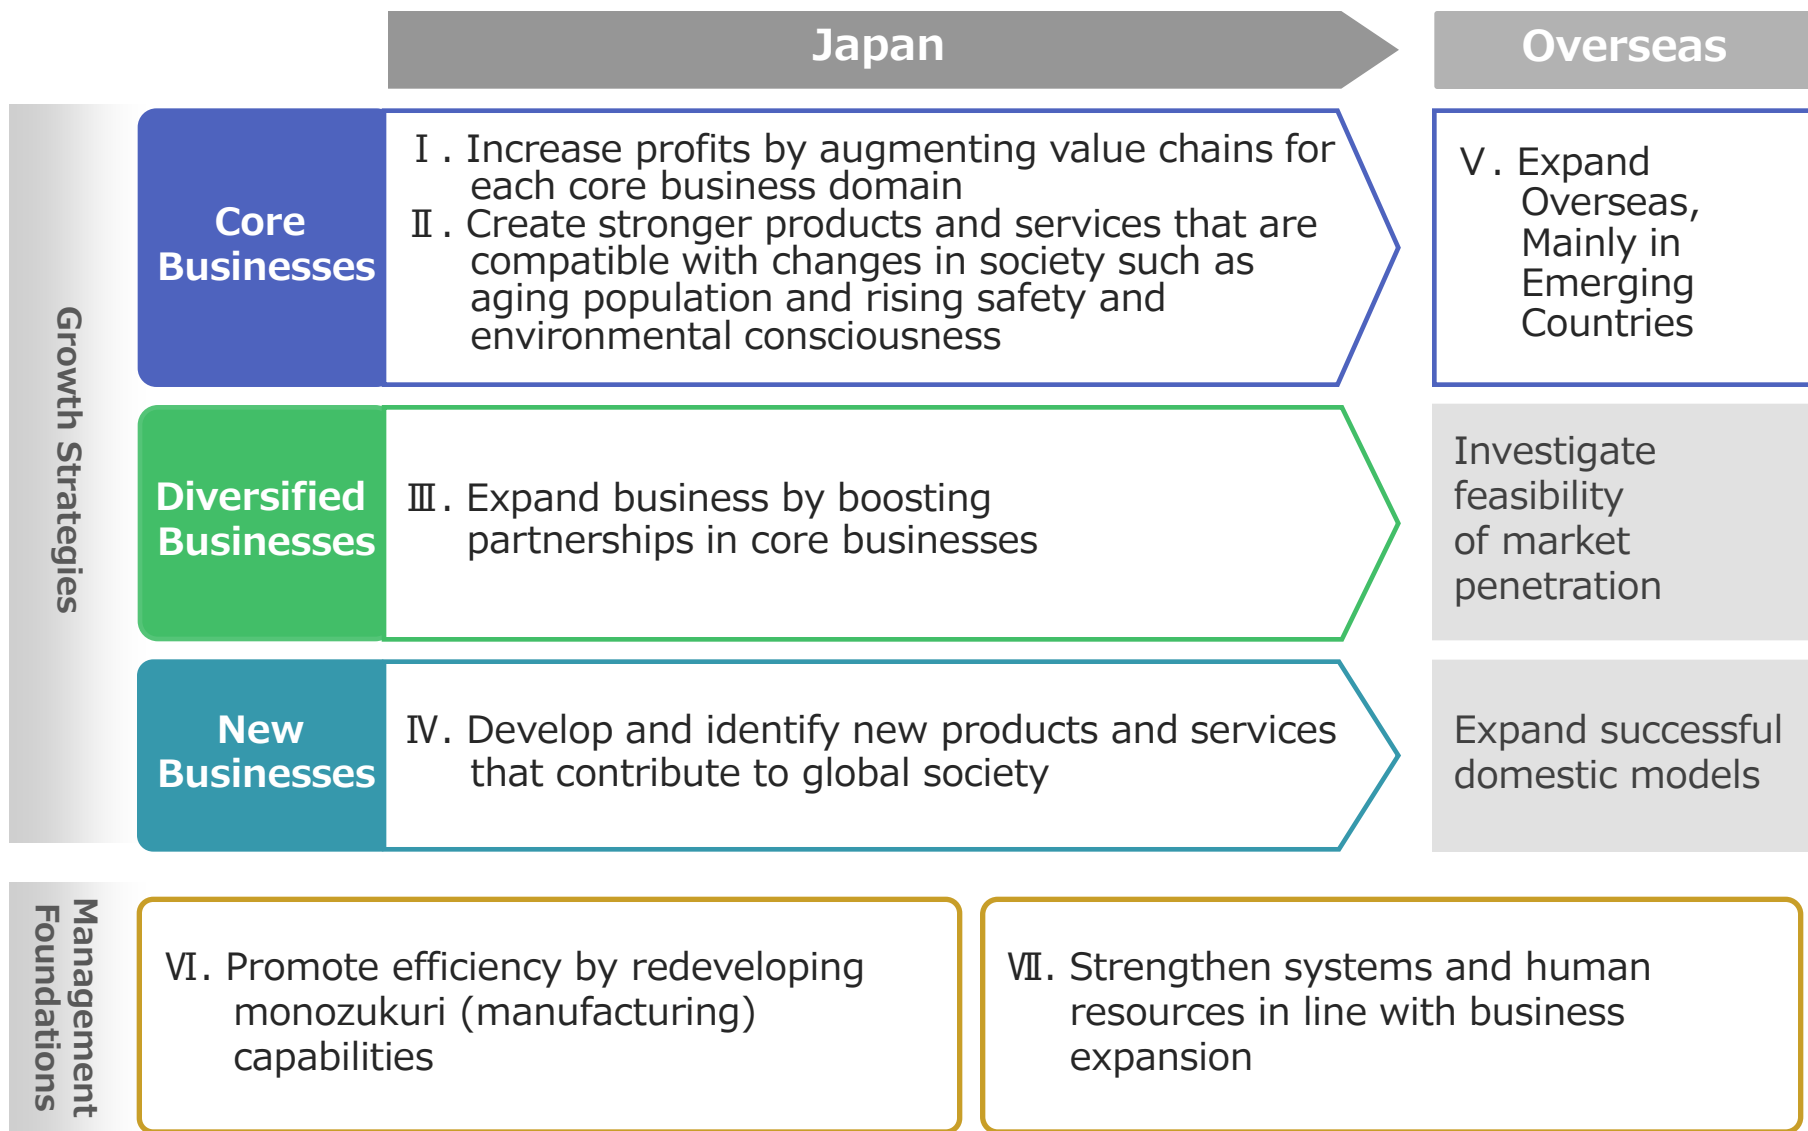 Japan
Overseas
Growth Strategies
Core
Businesses
Ⅰ. Increase profits by augmenting value chains for
each core business domain
Ⅱ. Create stronger products and services that are
compatible with changes in society such as
aging population and rising safety and
environmental consciousness
Ⅴ. Expand
Overseas,
Mainly in
Emerging
Countries
Diversified
Businesses
Ⅲ. Expand business by boosting
partnerships in core businesses
Investigate
feasibility
of market
penetration
New
Businesses
Ⅳ. Develop and identify new products and services
that contribute to global society
Expand successful
domestic models
Management
Foundations
Ⅵ. Promote efficiency by redeveloping
monozukuri (manufacturing)
capabilities
Ⅶ. Strengthen systems and human
resources in line with business
expansion